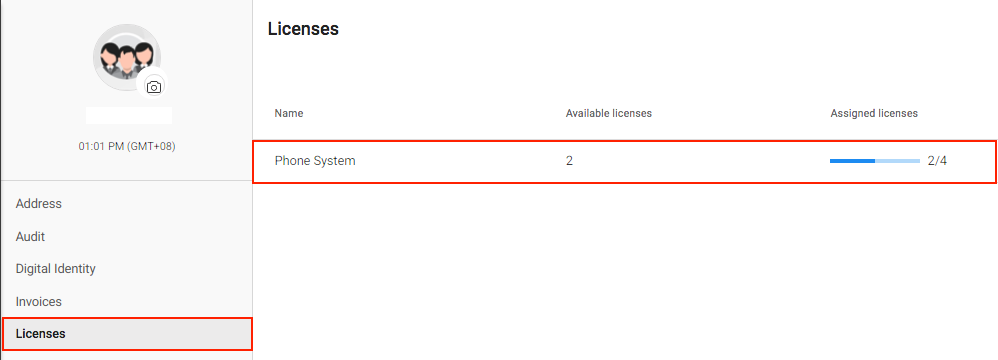 Licenses
01:01 PM (GMT+08)
Address
Audit
Digital Identity
Invoices
Licenses
Name Available licenses Assigned licenses
Phone System 2 2/4